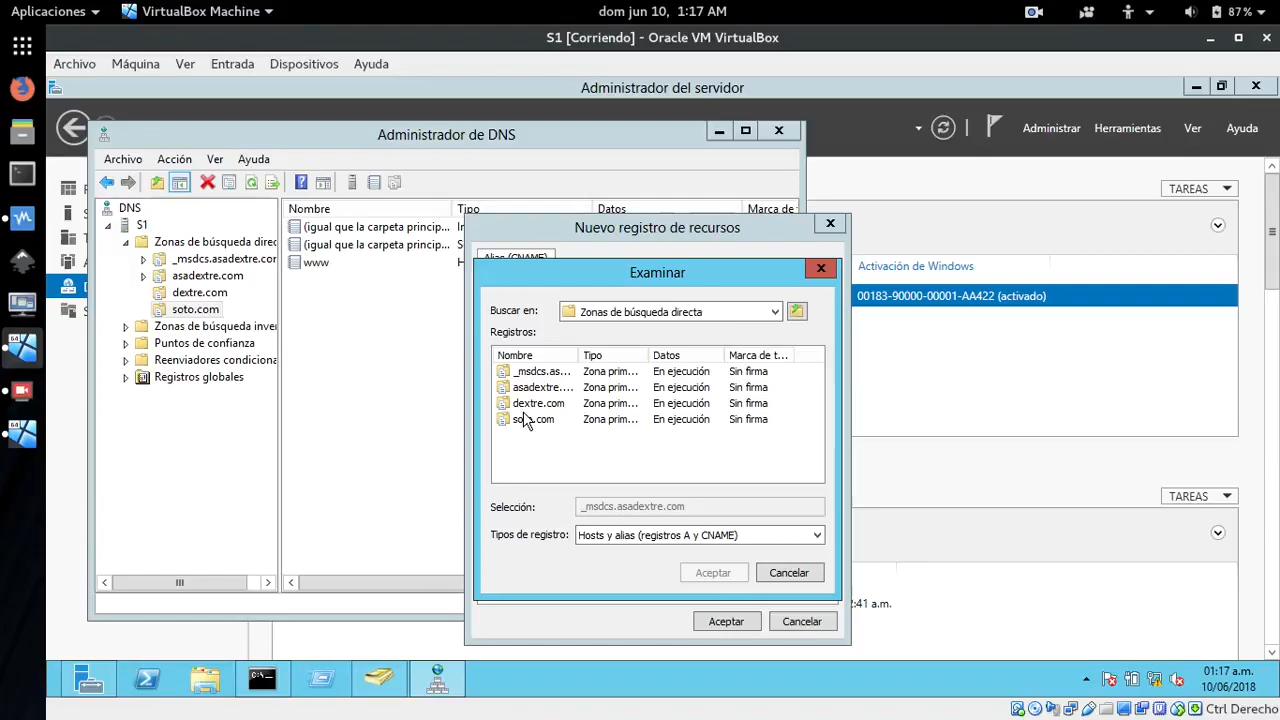 Aplicaciones
VirtualBox Machine
dom jun 10, 1:17 AM
87%
S1 [Corriendo] - Oracle VM VirtualBox
Archivo Máquina Ver Entrada Dispositivos Ayuda
Administrador del servidor
Administrar Herramientas Ver Ayuda
Administrador de DNS
Archivo Acción Ver Ayuda
DNS
S1
Zonas de búsqueda direc
_msdcs.asadextre.cor
asadextre.com
dextre.com
soto.com
Zonas de búsqueda inver
Puntos de confianza
Reenviadores condiciona
Registros globales
Nombre Tipo Datos Marca de
(igual que la carpeta princip...
(igual que la carpeta princip... S
www H
Nuevo registro de recursos
Alias (CNAME)
Examinar
Buscar en: Zonas de búsqueda directa
Registros:
Nombre Tipo Datos Marca de t...
_msdcs.as... Zona prim... En ejecución Sin firma
asadextre.... Zona prim... En ejecución Sin firma
dextre.com Zona prim... En ejecución Sin firma
.com Zona prim... En ejecución Sin firma
Selección: _msdcs.asadextre.com
Tipos de registro: Hosts y alias (registros A y CNAME)
Aceptar Cancelar
Aceptar Cancelar
TAREAS
Activación de Windows
00183-90000-00001-AA422 (activado)
TAREAS
2:41 a.m.
01:17 a.m.
10/06/2018
Ctrl Derecho